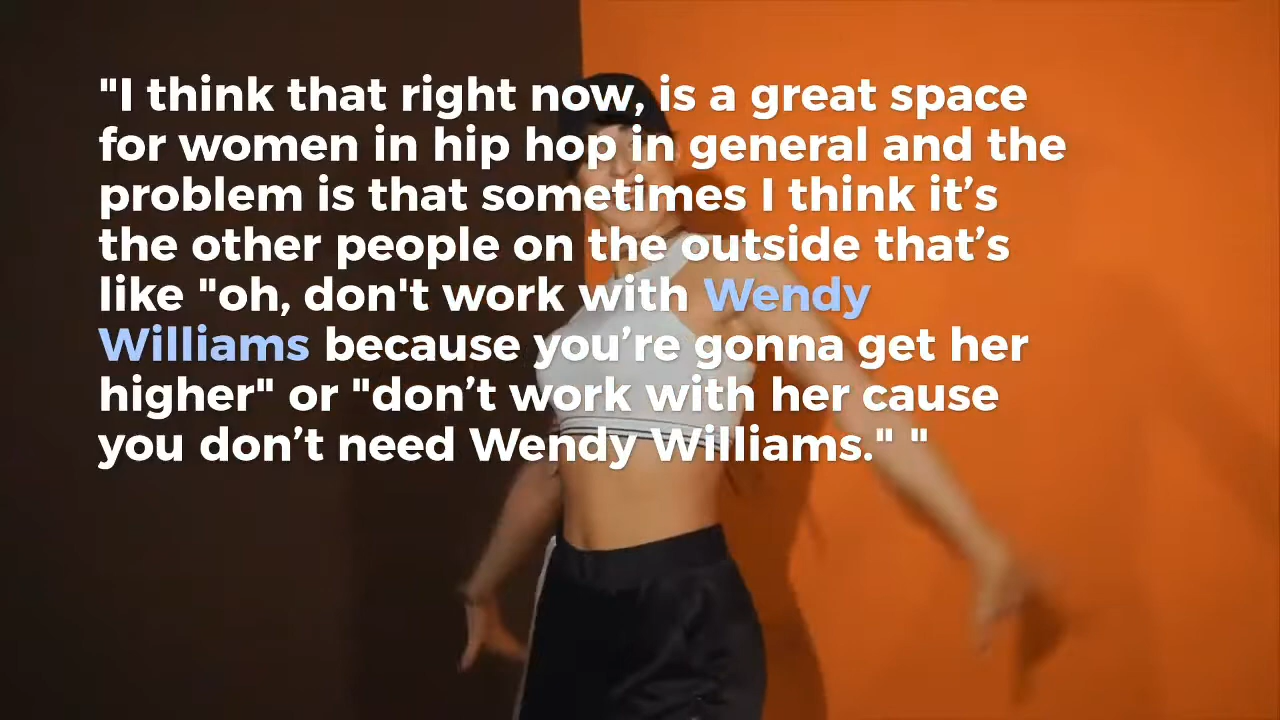 "I think that right now, is a great space
for women in hip hop in general and the
problem is that sometimes I think it’s
the other people on the outside that’s
like "oh, don't work with Wendy
Williams because you’re gonna get her
higher" or "don’t work with her cause
you don’t need Wendy Williams." "